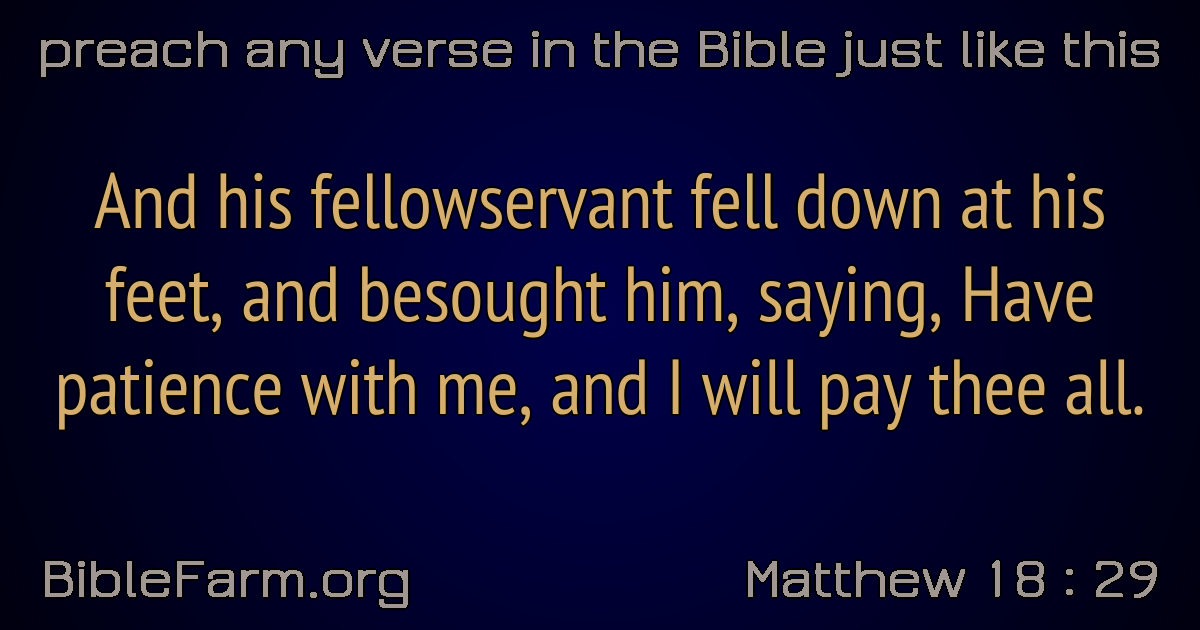 preach any verse in the Bible just like this
And his fellowservant fell down at his
feet, and besought him, saying, Have
patience with me, and I will pay thee all.
BibleFarm.org
Matthew 18 : 29